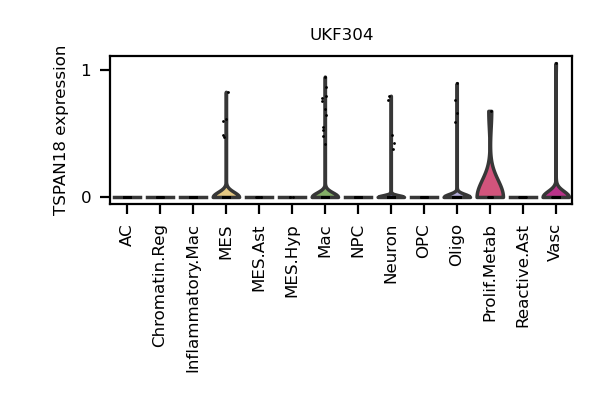 UKF304
TSPAN18 expression
1
0
AC
Chromatin.Reg
Inflammatory.Mac
MES
MES.Ast
MES.Hyp
Mac
NPC
Neuron
OPC
Oligo
Prolif.Metab
Reactive.Ast
Vasc